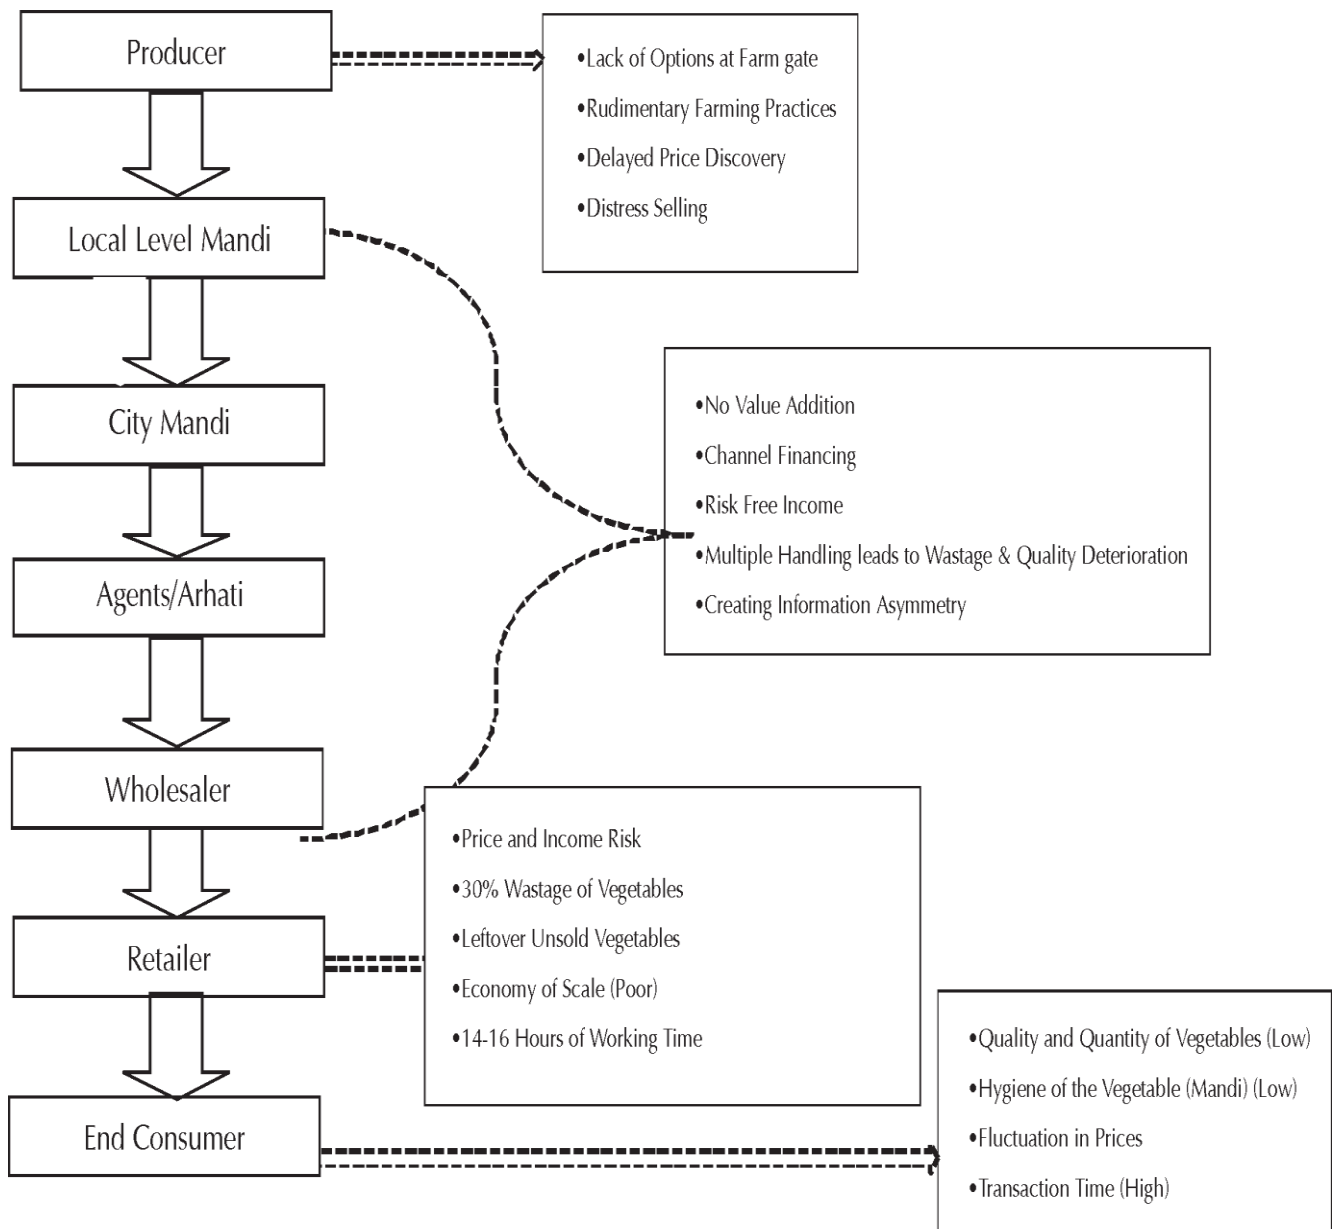 Producer
•Lack of Options at Farm gate
•Rudimentary Farming Practices
•Delayed Price Discovery
•Distress Selling
Local Level Mandi
City Mandi
•No Value Addition
•Channel Financing
•Risk Free Income
•Multiple Handling leads to Wastage & Quality Deterioration
•Creating Information Asymmetry
Agents/Arhati
Wholesaler
•Price and Income Risk
•30% Wastage of Vegetables
•Leftover Unsold Vegetables
•Economy of Scale (Poor)
•14-16 Hours of Working Time
Retailer
End Consumer
•Quality and Quantity of Vegetables (Low)
•Hygiene of the Vegetable (Mandi) (Low)
•Fluctuation in Prices
•Transaction Time (High)